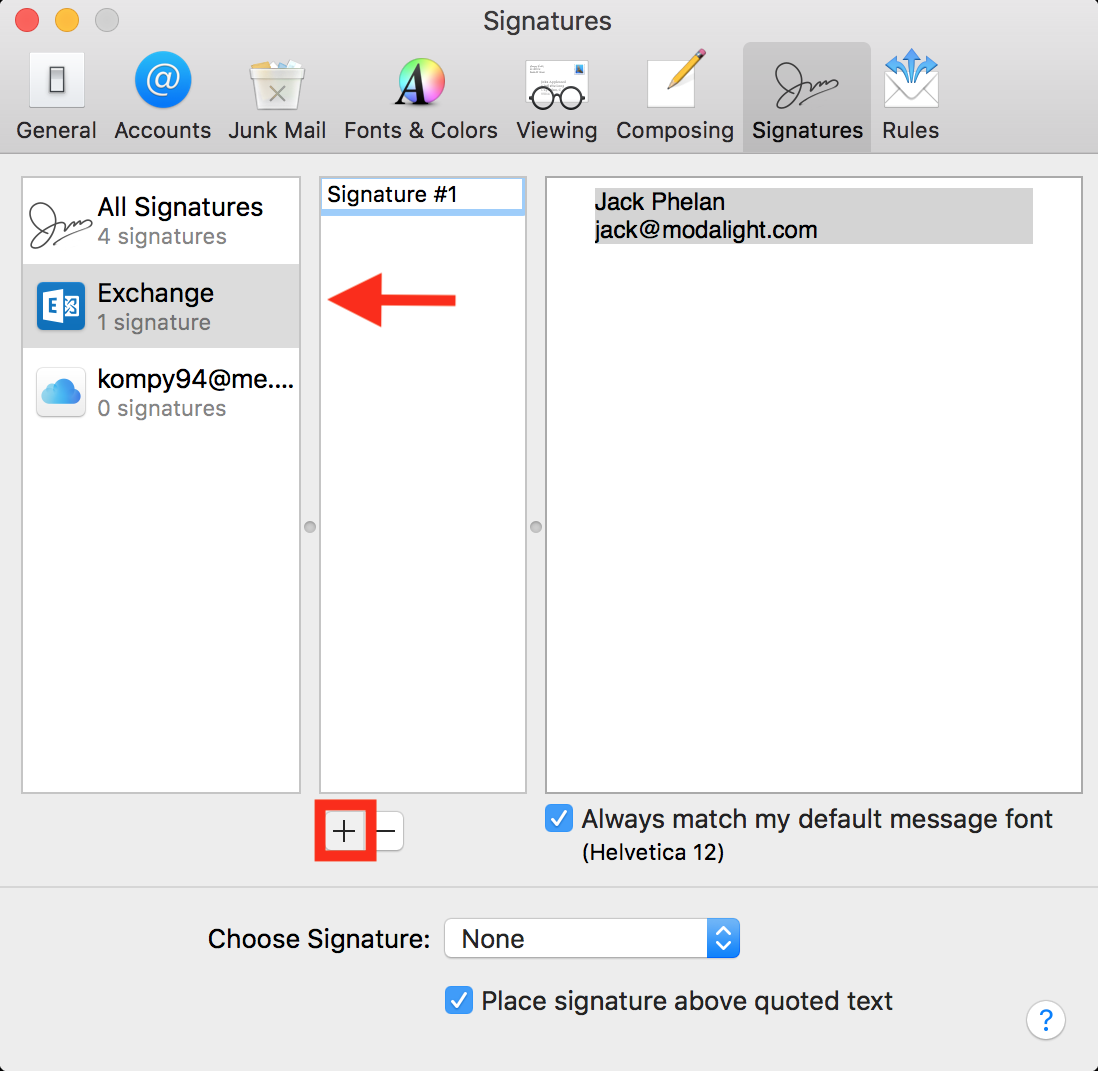 Signatures
General
Accounts
Junk Mail
Fonts & Colors
Viewing
Composing
Signatures
Rules
All Signatures
4 signatures
Exchange
1 signature
kompy94@me....
0 signatures
Signature #1
Jack Phelan
jack@modalight.com
Always match my default message font
(Helvetica 12)
Choose Signature:
None
Place signature above quoted text
?